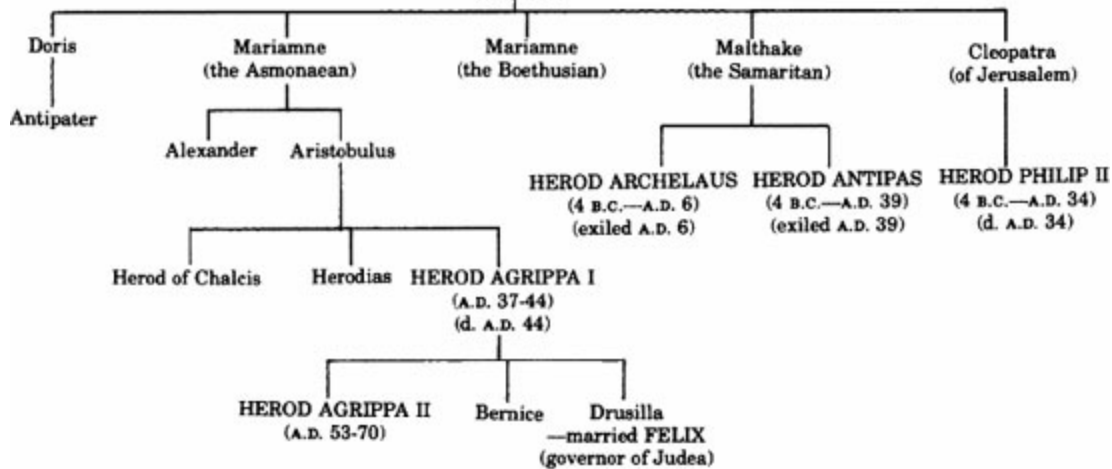 Doris
Mariamne
(the Asmonaean)
Mariamne
(the Boethusian)
Malthake
(the Samaritan)
Cleopatra
(of Jerusalem)
Antipater
Alexander
Aristobulus
HEROD ARCHELAUS
(4 B.C.—A.D. 6)
(exiled A.D. 6)
HEROD ANTIPAS
(4 B.C.—A.D. 39)
(exiled A.D. 39)
HEROD PHILIP II
(4 B.C.—A.D. 34)
(d. A.D. 34)
Herod of Chalcis
Herodias
HEROD AGRIPPA I
(A.D. 37-44)
(d. A.D. 44)
HEROD AGRIPPA II
(A.D. 53-70)
Bernice
Drusilla
—married FELIX
(governor of Judea)